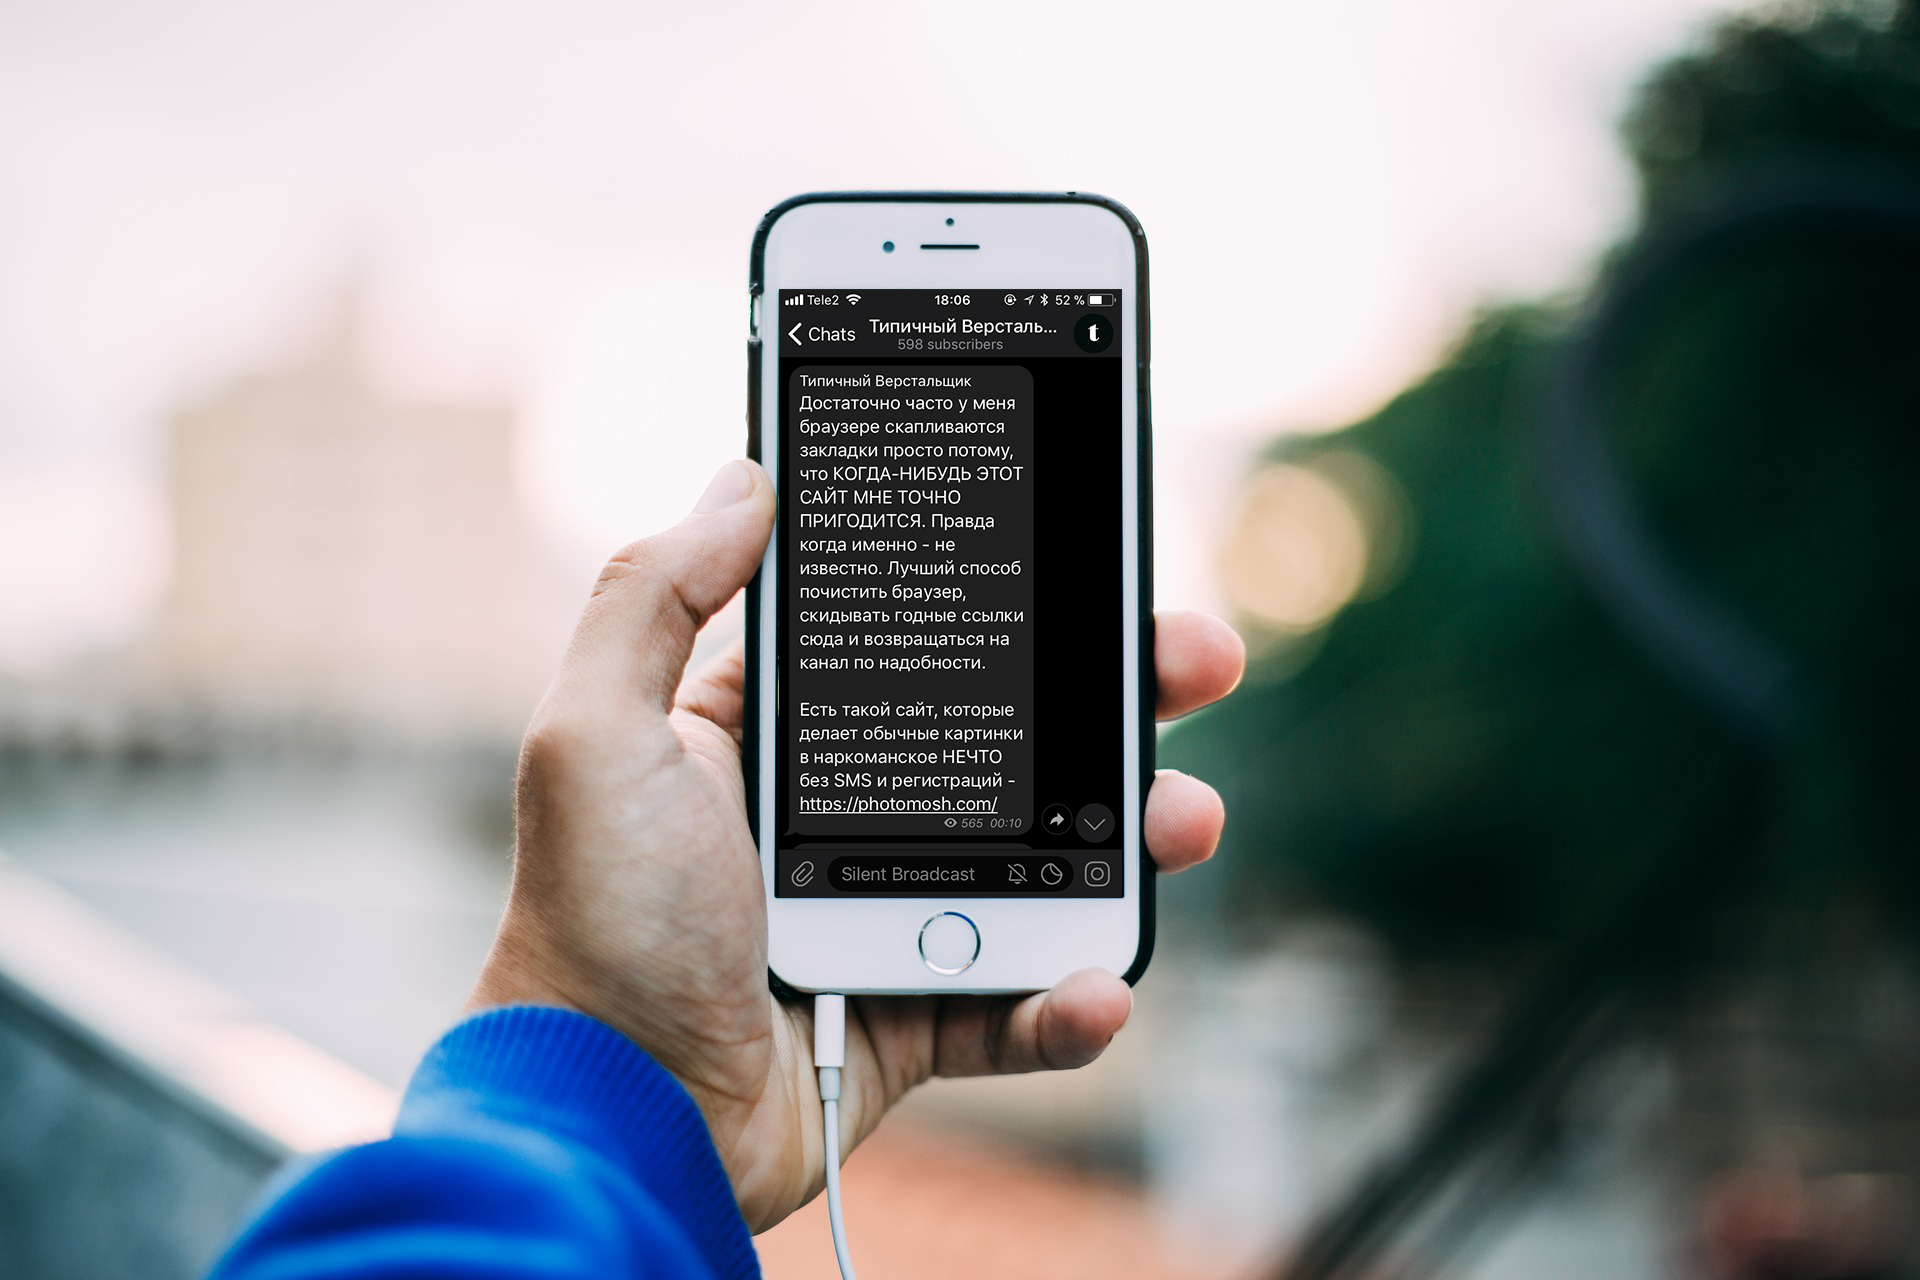 Tele2 18:06 52 %
Chats Типичный Версталь... t
598 subscribers
Типичный Верстальщик
Достаточно часто у меня
браузере скапливаются
закладки просто потому,
что КОГДА-НИБУДЬ ЭТОТ
САЙТ МНЕ ТОЧНО
ПРИГОДИТСЯ. Правда
когда именно - не
известно. Лучший способ
почистить браузер,
скидывать годные ссылки
сюда и возвращаться на
канал по надобности.
Есть такой сайт, которые
делает обычные картинки
в наркоманское НЕЧТО
без SMS и регистраций -
https://photomosh.com/
565 00:10
Silent Broadcast